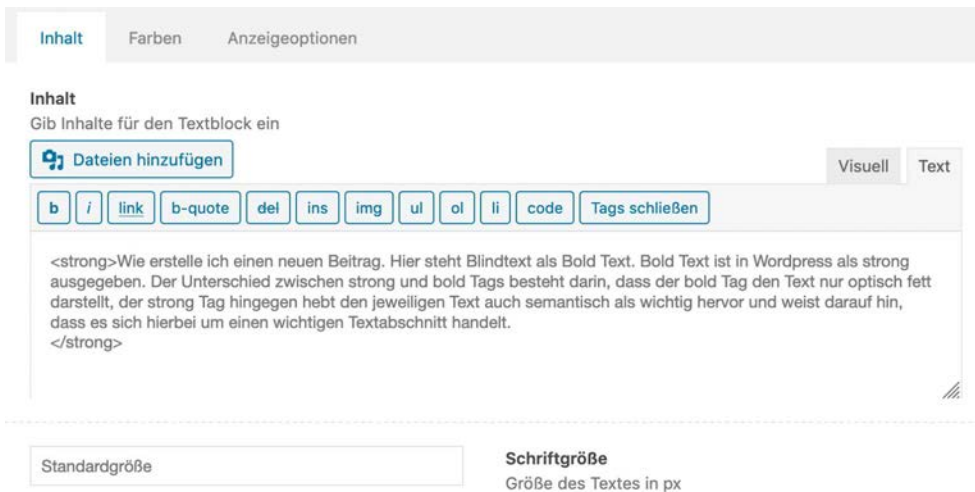 Inhalt Farben Anzeigeoptionen
Inhalt
Gib Inhalte für den Textblock ein
Dateien hinzufügen
Visuell Text
b i link b-quote del ins img ul ol li code Tags schließen
<strong>Wie erstelle ich einen neuen Beitrag. Hier steht Blindtext als Bold Text. Bold Text ist in Wordpress als strong
ausgegeben. Der Unterschied zwischen strong und bold Tags besteht darin, dass der bold Tag den Text nur optisch fett
darstellt, der strong Tag hingegen hebt den jeweiligen Text auch semantisch als wichtig hervor und weist darauf hin,
dass es sich hierbei um einen wichtigen Textabschnitt handelt.
</strong>
Standardgröße
Schriftgröße
Größe des Textes in px